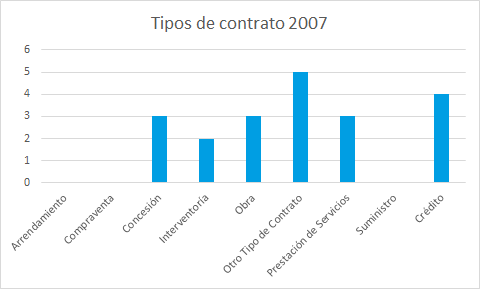 Tipos de contrato 2007
6
5
4
3
2
1
0
Arrendamiento
Compraventa
Concesión
Interventoría
Obra
Otro Tipo de Contrato
Prestación de Servicios
Suministro
Crédito